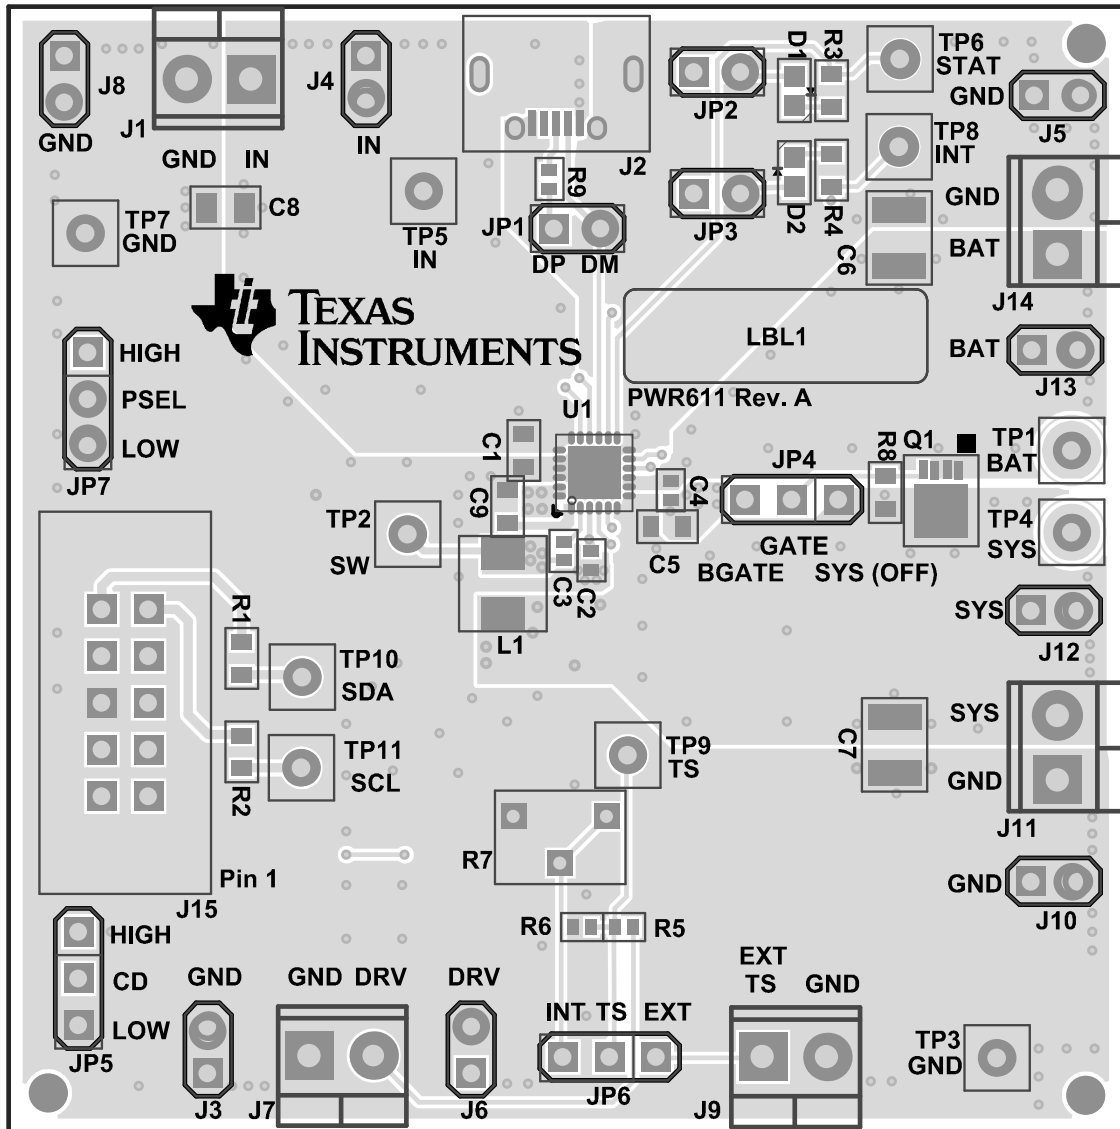 J8
GND
J1
GND IN
J4
IN
J2
R9
JP1
DP DM
JP2
D1
R3
TP6
STAT
GND
J5
TP8
INT
JP3
D2
R4
C6
GND
BAT
J14
TP7
GND
C8
TP5
IN
TEXAS
INSTRUMENTS
LBL1
PWR611 Rev. A
BAT
J13
HIGH
PSEL
LOW
JP7
U1
C1
C9
C4
C5
TP2
SW
C3
C2
L1
JP4
GATE
BGATE
SYS (OFF)
R8
Q1
TP1
BAT
TP4
SYS
SYS
J12
R1
TP10
SDA
R2
TP11
SCL
Pin 1
J15
TP9
TS
C7
SYS
GND
J11
R7
R6
R5
GND
J10
HIGH
CD
LOW
JP5
GND
J3
GND DRV
J7
DRV
J6
INT TS EXT
JP6
EXT
TS
GND
J9
TP3
GND